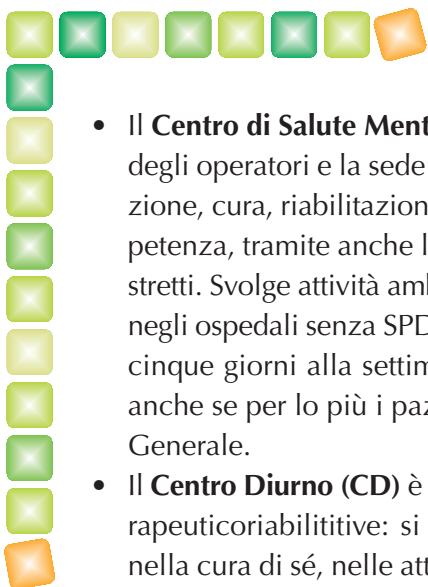 • Il Centro di Salute Ment
degli operatori e la sede
zione, cura, riabilitazion
petenza, tramite anche l
stretti. Svolge attività am
negli ospedali senza SPD
cinque giorni alla settim
anche se per lo più i paz
Generale.
• Il Centro Diurno (CD) è
rapeuticoriabilititive: si
nella cura di sé, nelle att